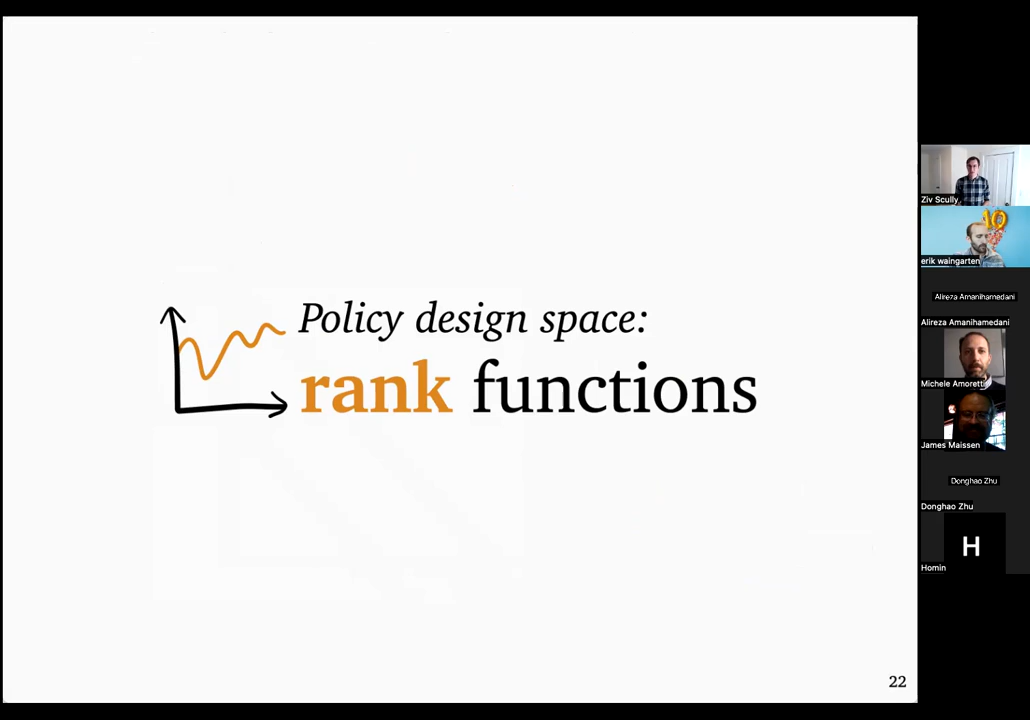 Policy design space:
rank functions
22
Ziv Scully
erik waingarten
Alireza Amanihamedani
Alireza Amanihamedani
Michele Amoretti
James Maissen
Donghao Zhu
Donghao Zhu
H
Homin